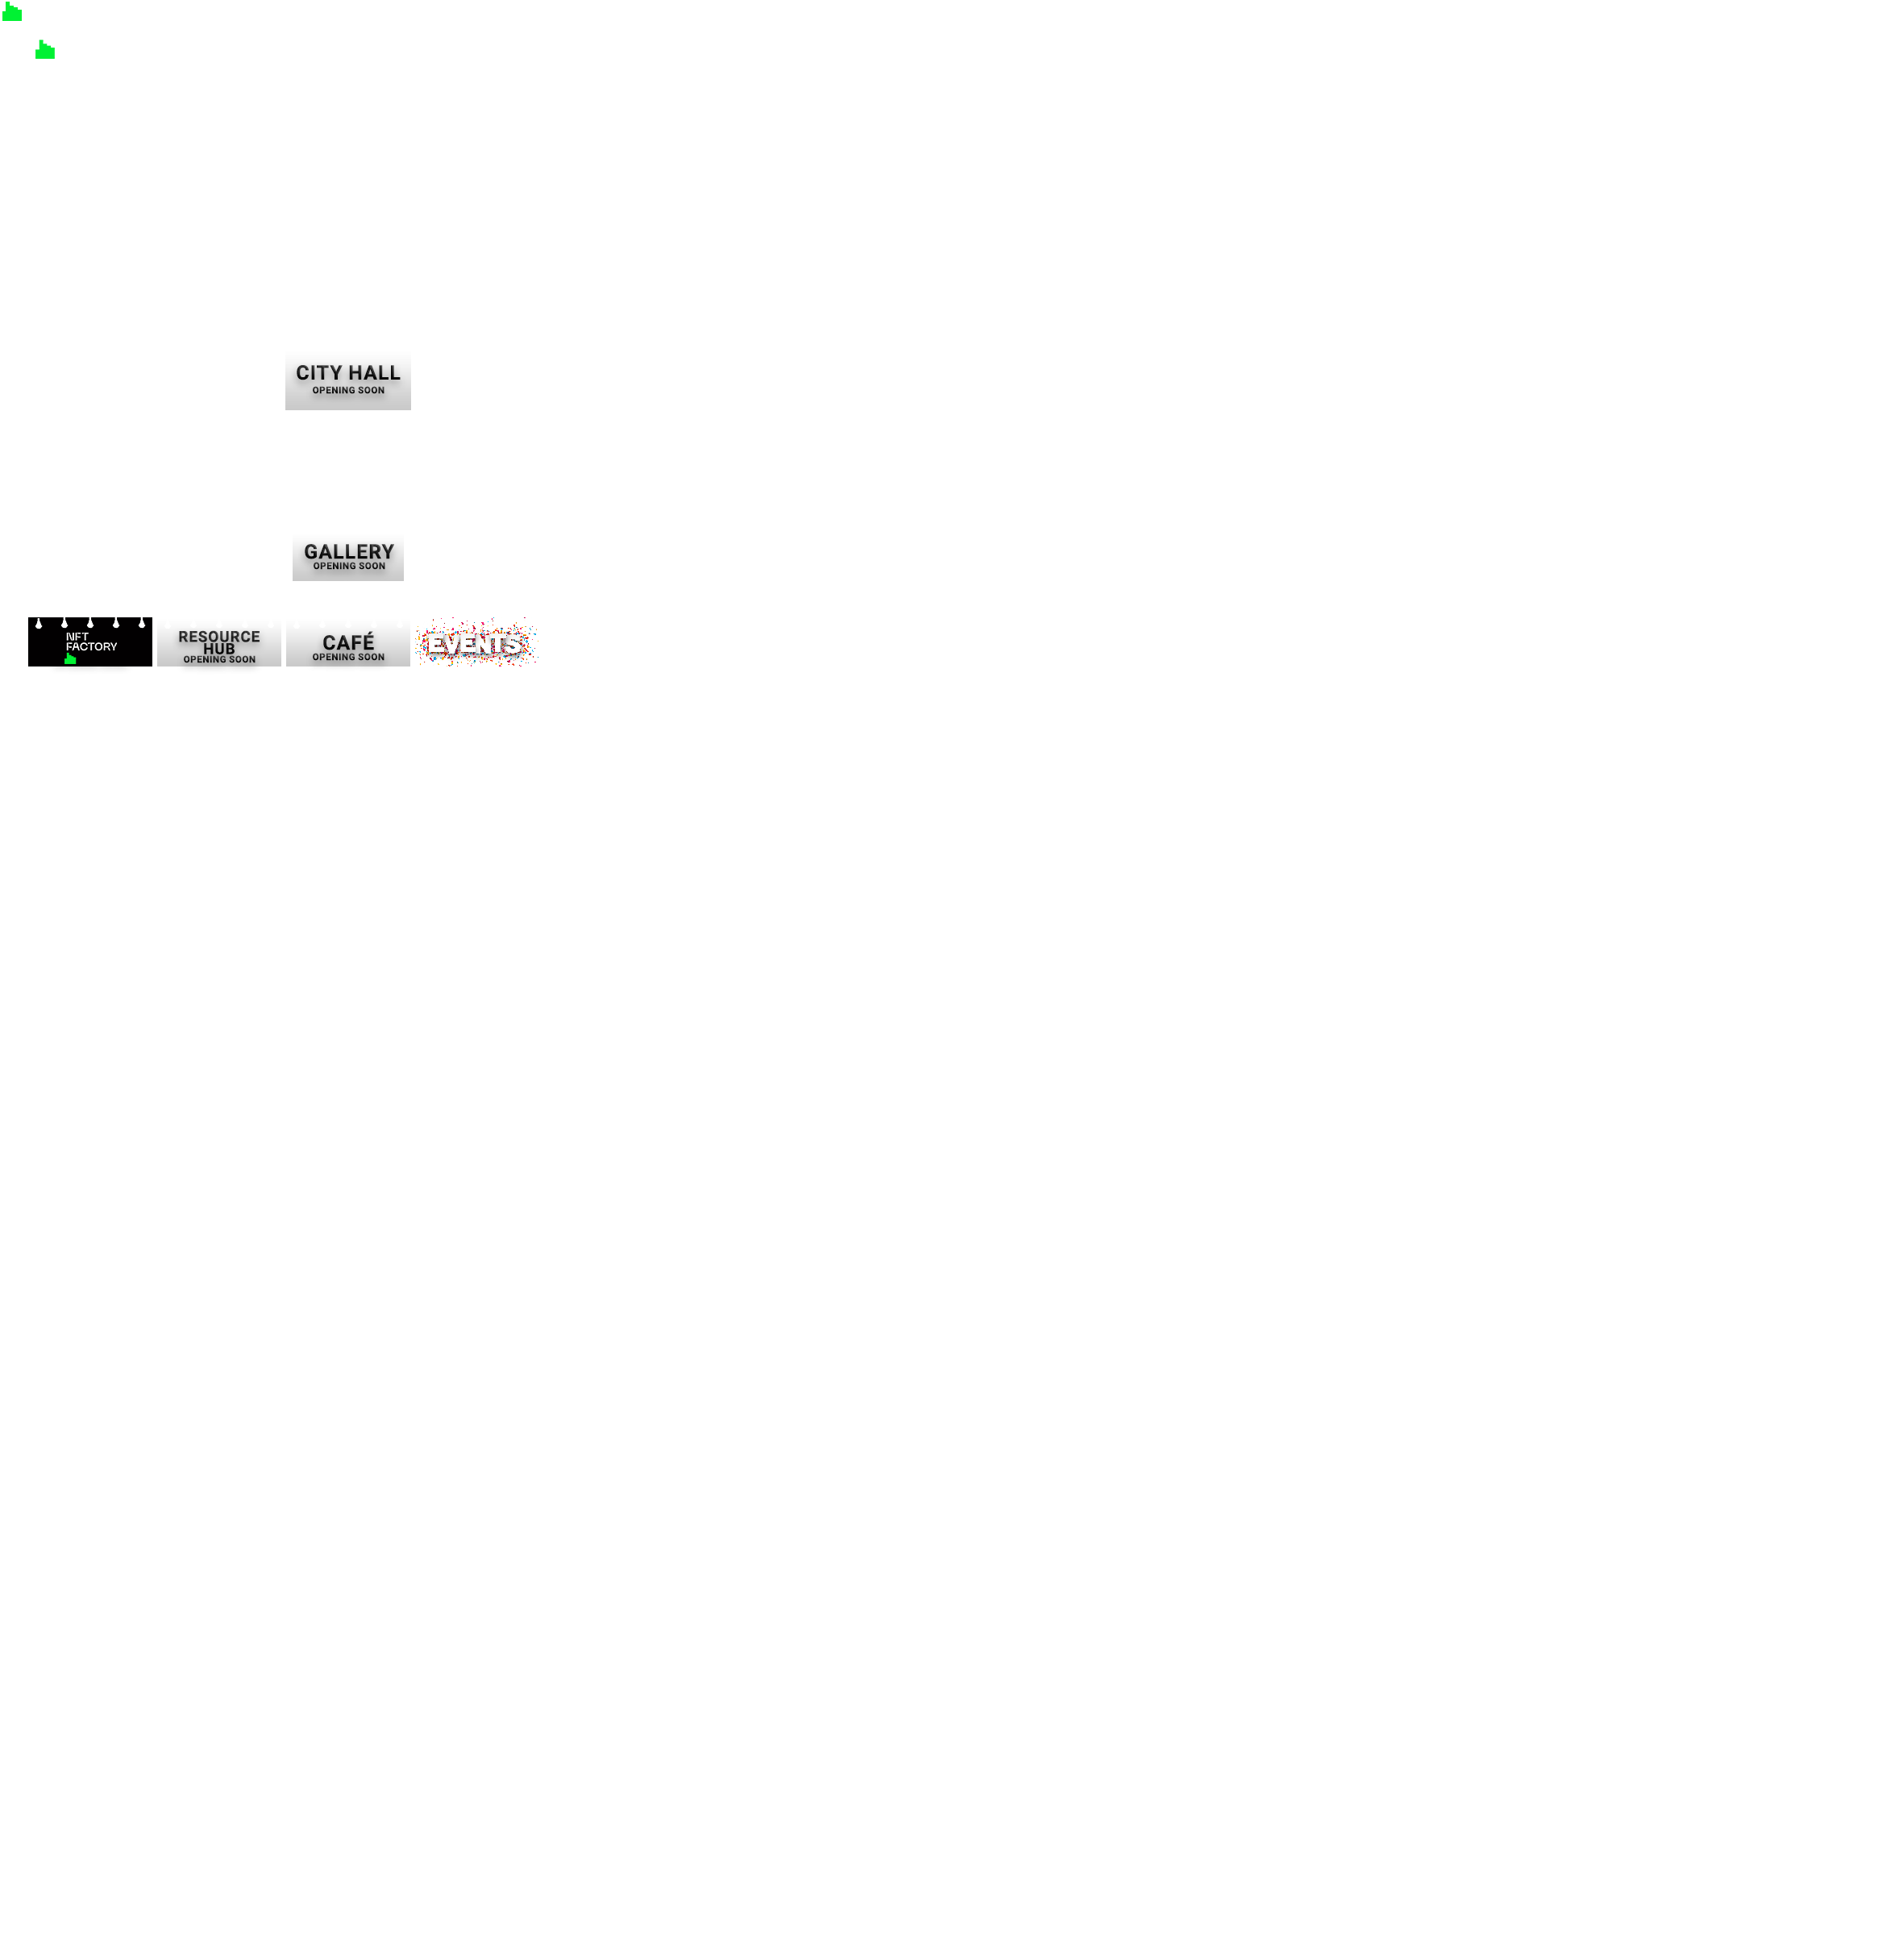 CITY HALL
OPENING SOON
GALLERY
OPENING SOON
NFT
FACTORY
RESOURCE
HUB
OPENING SOON
CAFÉ
OPENING SOON
EVENTS